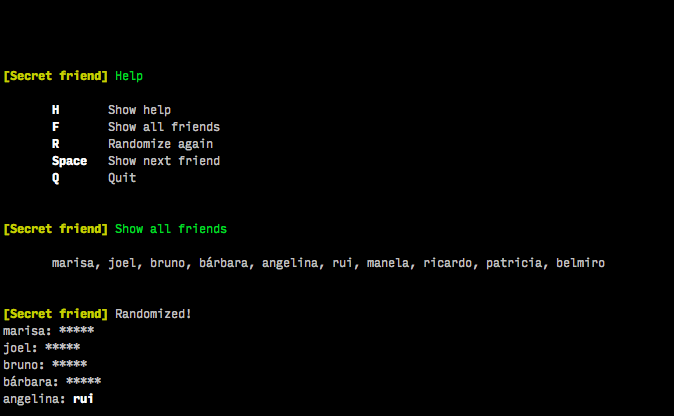 [Secret friend] Help
H Show help
F Show all friends
R Randomize again
Space Show next friend
Q Quit
[Secret friend] Show all friends
marisa, joel, bruno, bárbara, angelina, rui, manela, ricardo, patricia, belmiro
[Secret friend] Randomized!
marisa: *****
joel: *****
bruno: *****
bárbara: *****
angelina: rui